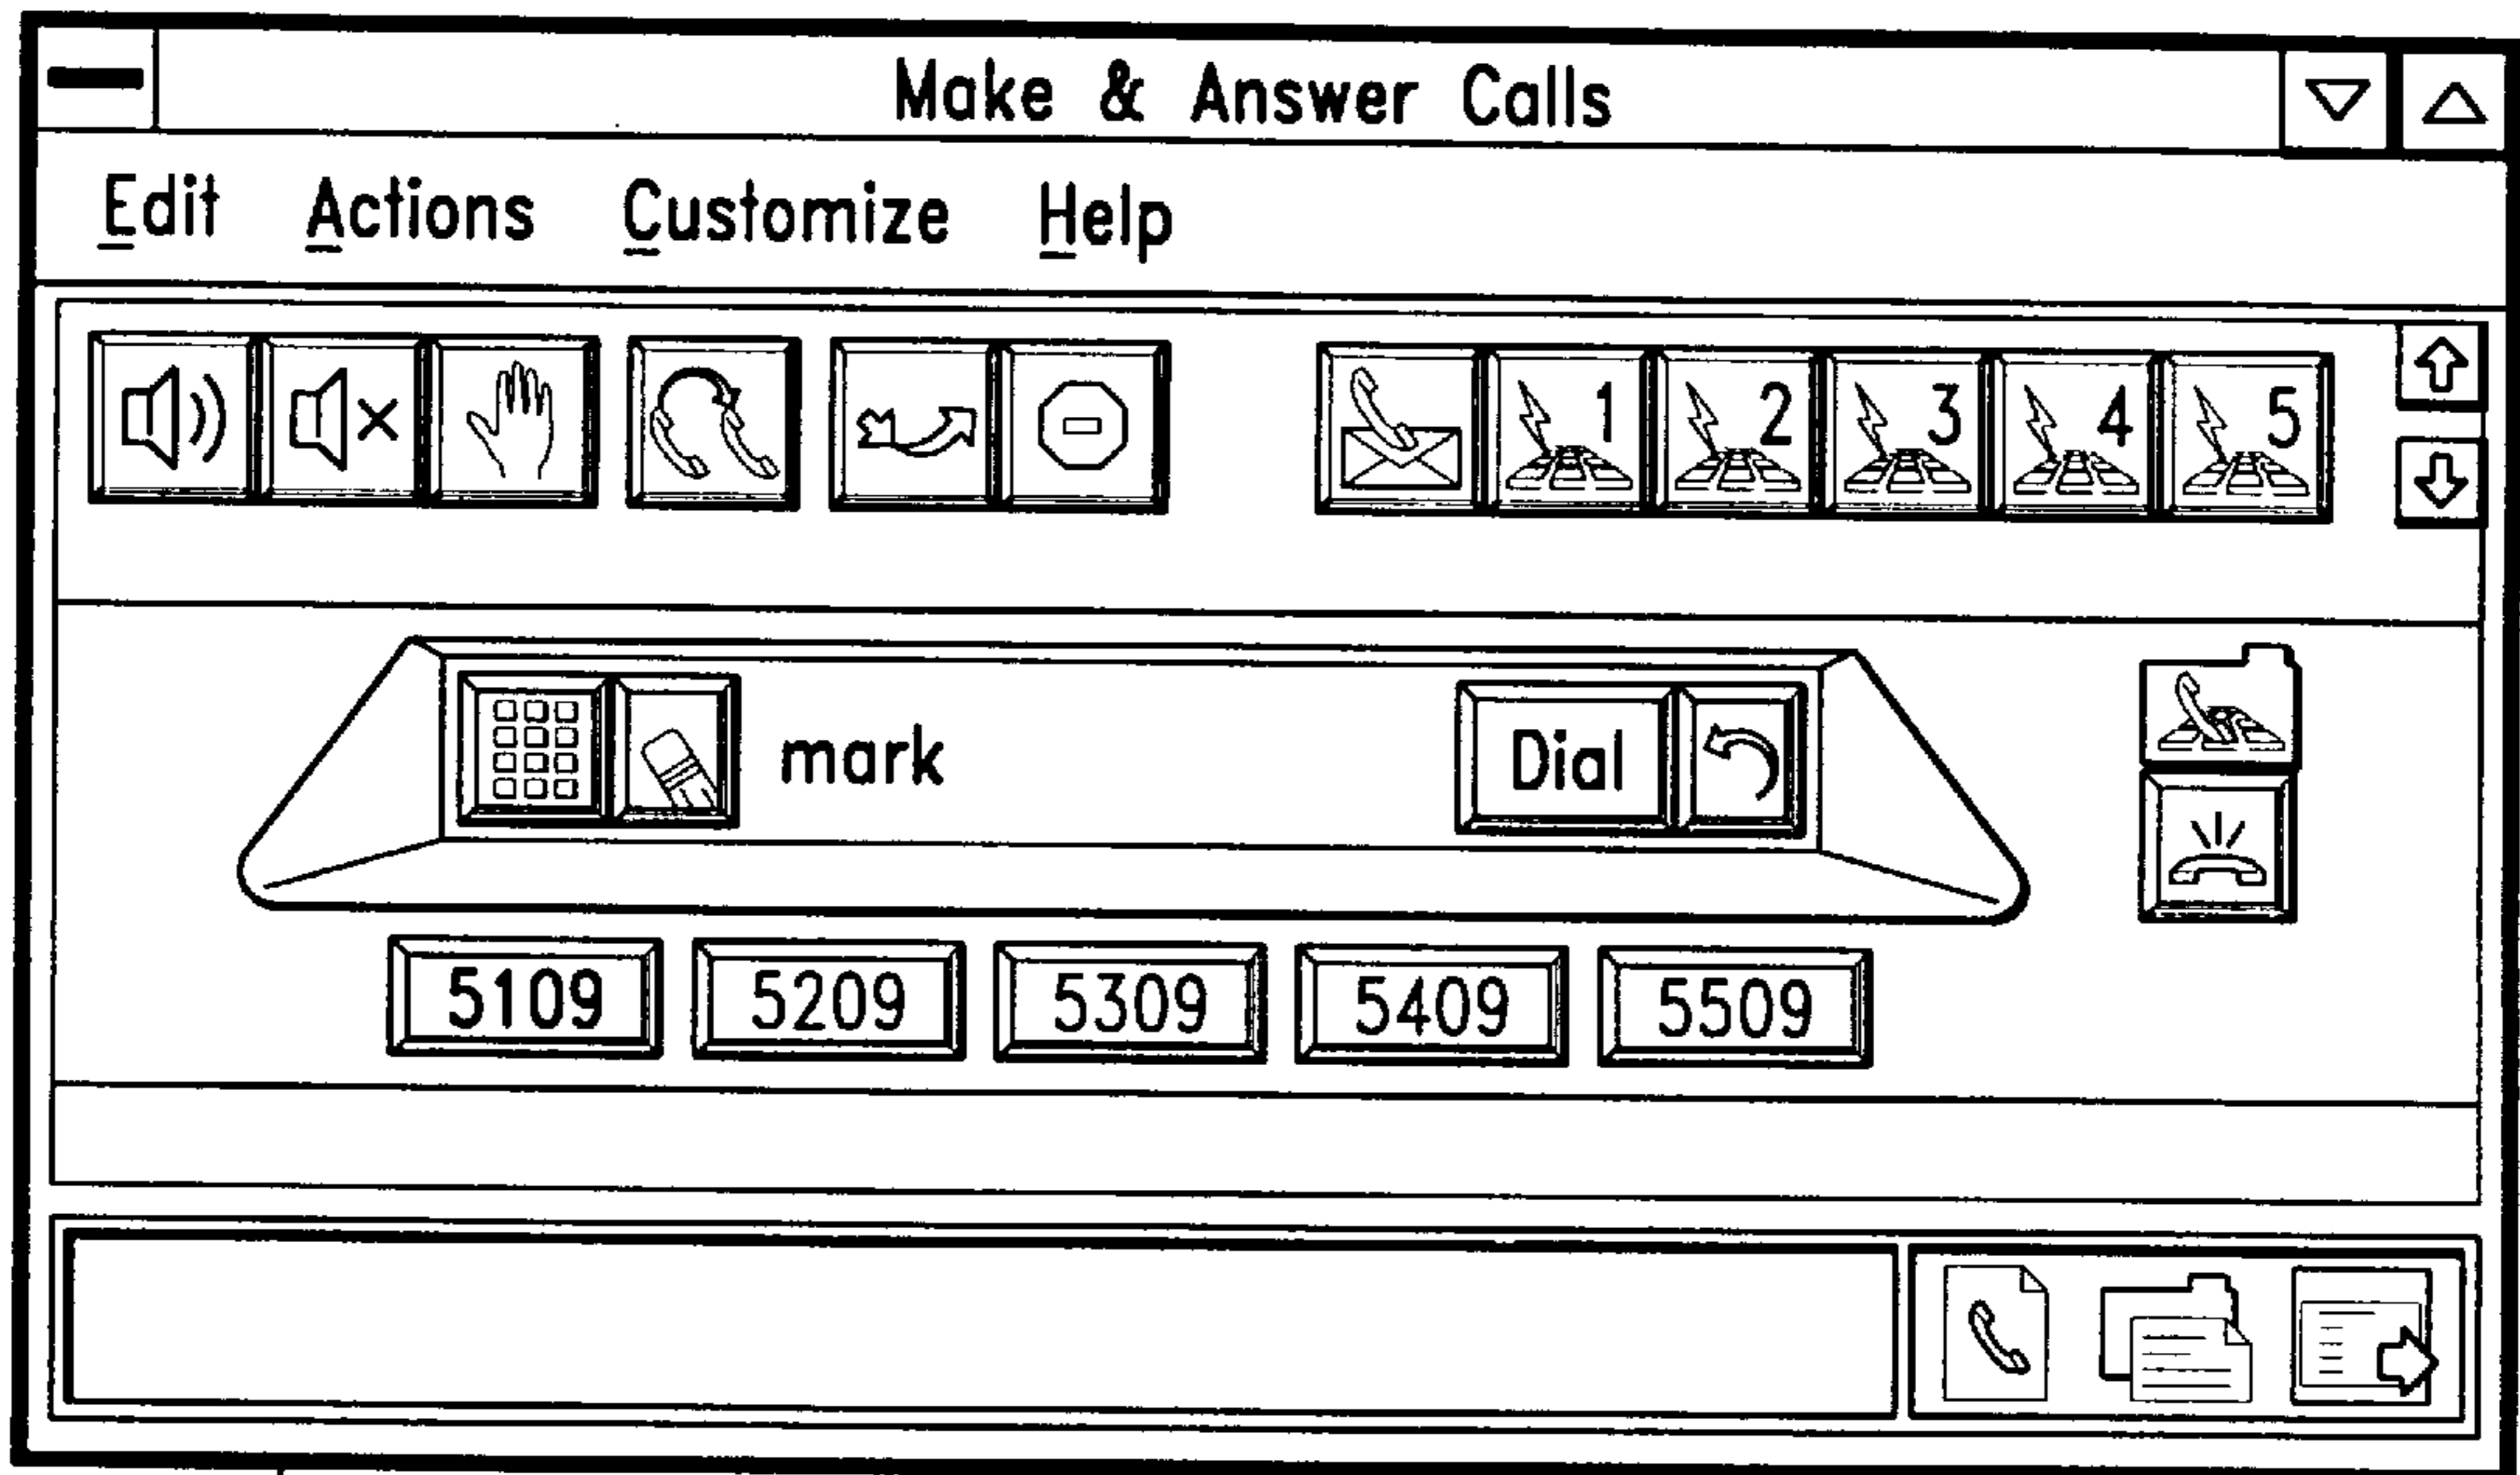 Make & Answer Calls
Edit Actions Customize Help
1 2 3 4 5
mark Dial
5109 5209 5309 5409 5509